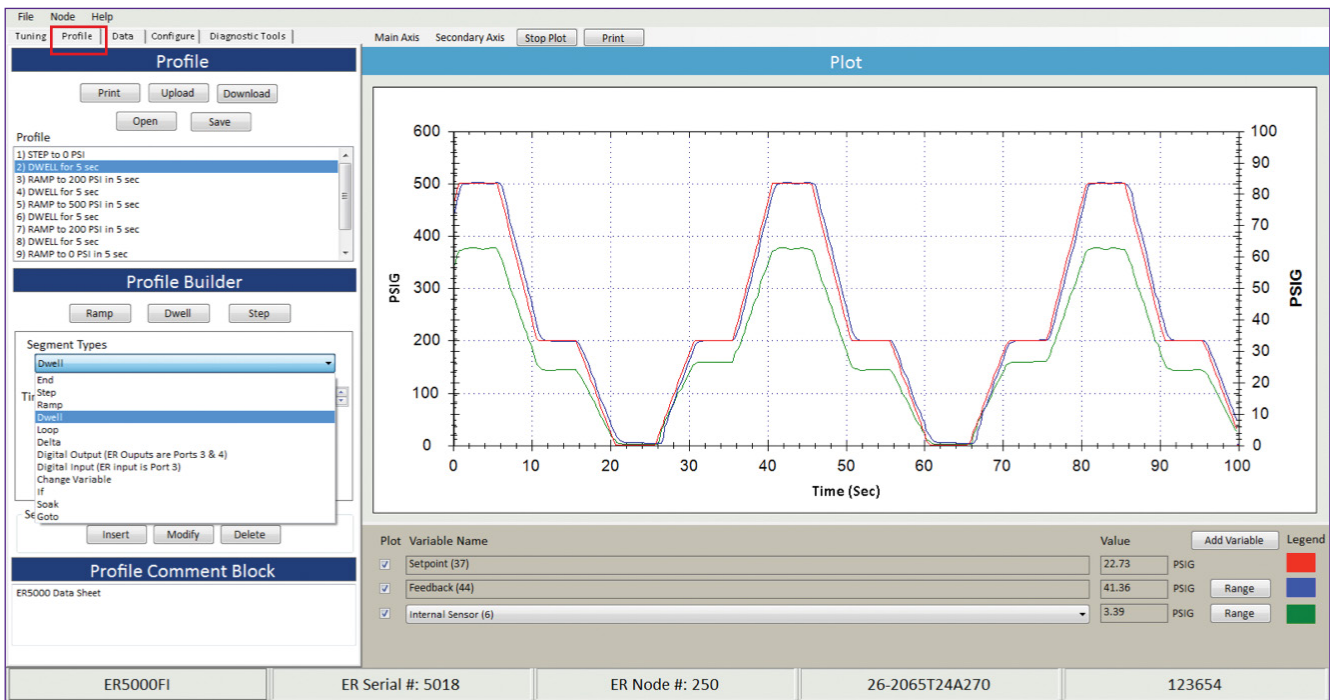 File Node Help
Tuning Profile Data Configure Diagnostic Tools
Main Axis Secondary Axis Stop Plot Print
Profile
Print Upload Download
Open Save
Profile
1) STEP to 0 PSI
2) DWELL for 5 sec
3) RAMP to 200 PSI in 5 sec
4) DWELL for 5 sec
5) RAMP to 500 PSI in 5 sec
6) DWELL for 5 sec
7) RAMP to 200 PSI in 5 sec
8) DWELL for 5 sec
9) RAMP to 0 PSI in 5 sec
Profile Builder
Ramp Dwell Step
Segment Types
Dwell
End
Step
Ramp
Dwell
Loop
Delta
Digital Output (ER Ouputs are Ports 3 & 4)
Digital Input (ER input is Port 3)
Change Variable
If
Soak
Goto
Insert Modify Delete
Profile Comment Block
ER5000 Data Sheet
Plot
600
500
400
300
200
100
0
PSIG
100
90
80
70
60
50
40
30
20
10
0
PSIG
0 10 20 30 40 50 60 70 80 90 100
Time (Sec)
Plot Variable Name Value Add Variable Legend
Setpoint (37) 22.73 PSIG
Feedback (44) 41.36 PSIG Range
Internal Sensor (6) 3.39 PSIG Range
ER5000FI ER Serial #: 5018 ER Node #: 250 26-2065T24A270 123654